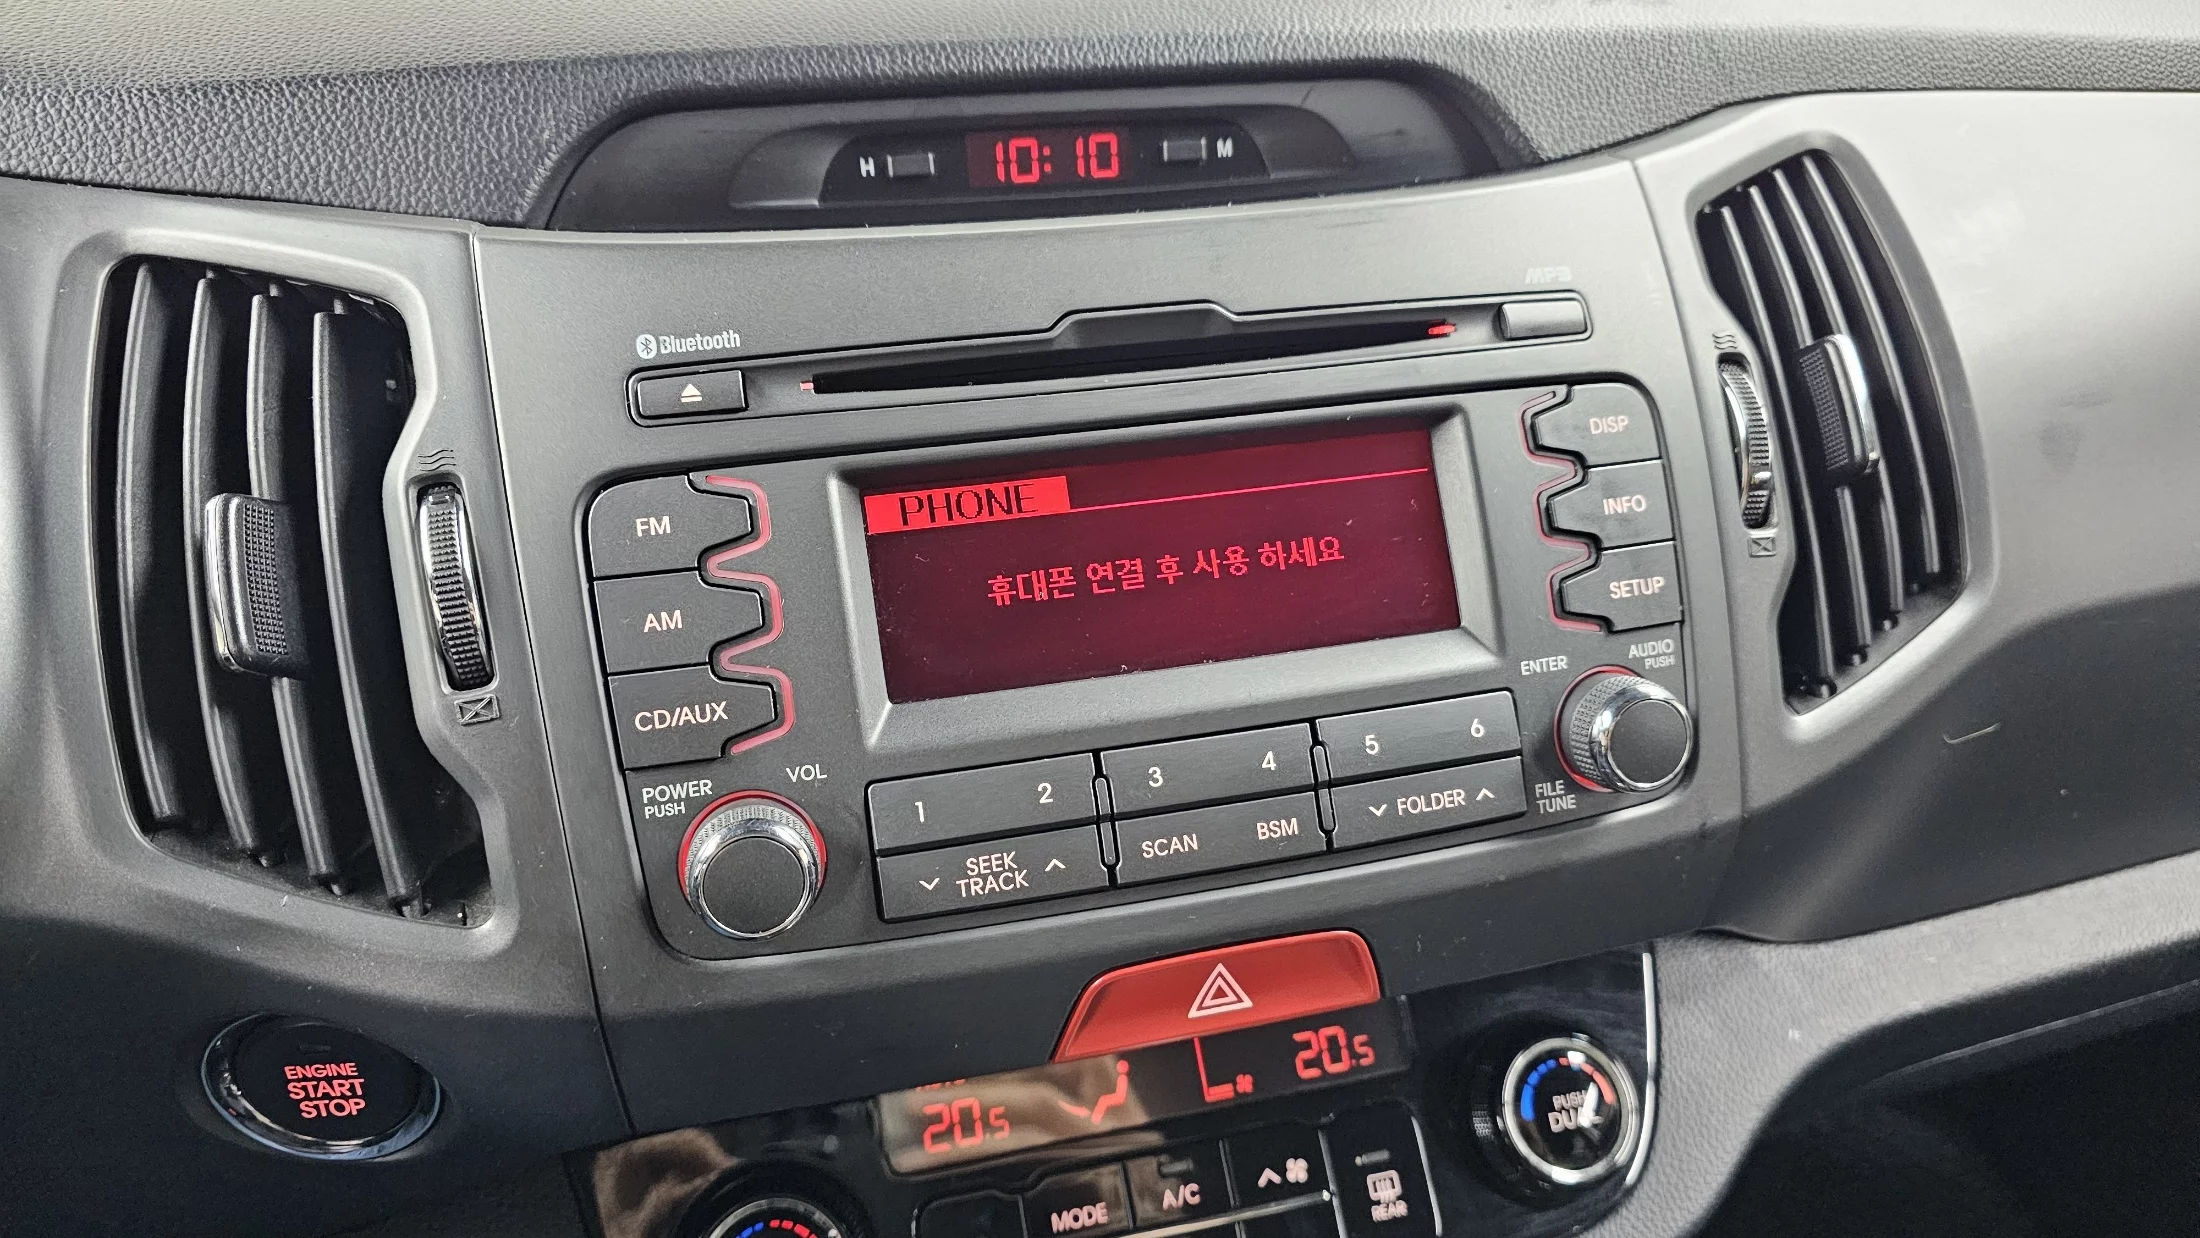 H 10:10 M
MP3
Bluetooth
DISP
PHONE
휴대폰 연결 후 사용 하세요
FM
INFO
AM
SETUP
CD/AUX
ENTER
AUDIO
PUSH
POWER
PUSH
VOL
1 2 3 4 5 6
FILE
TUNE
SEEK
TRACK
SCAN
BSM
FOLDER
ENGINE
START
STOP
20.5
20.5
PUSH
DUAL
MODE
A/C
REAR